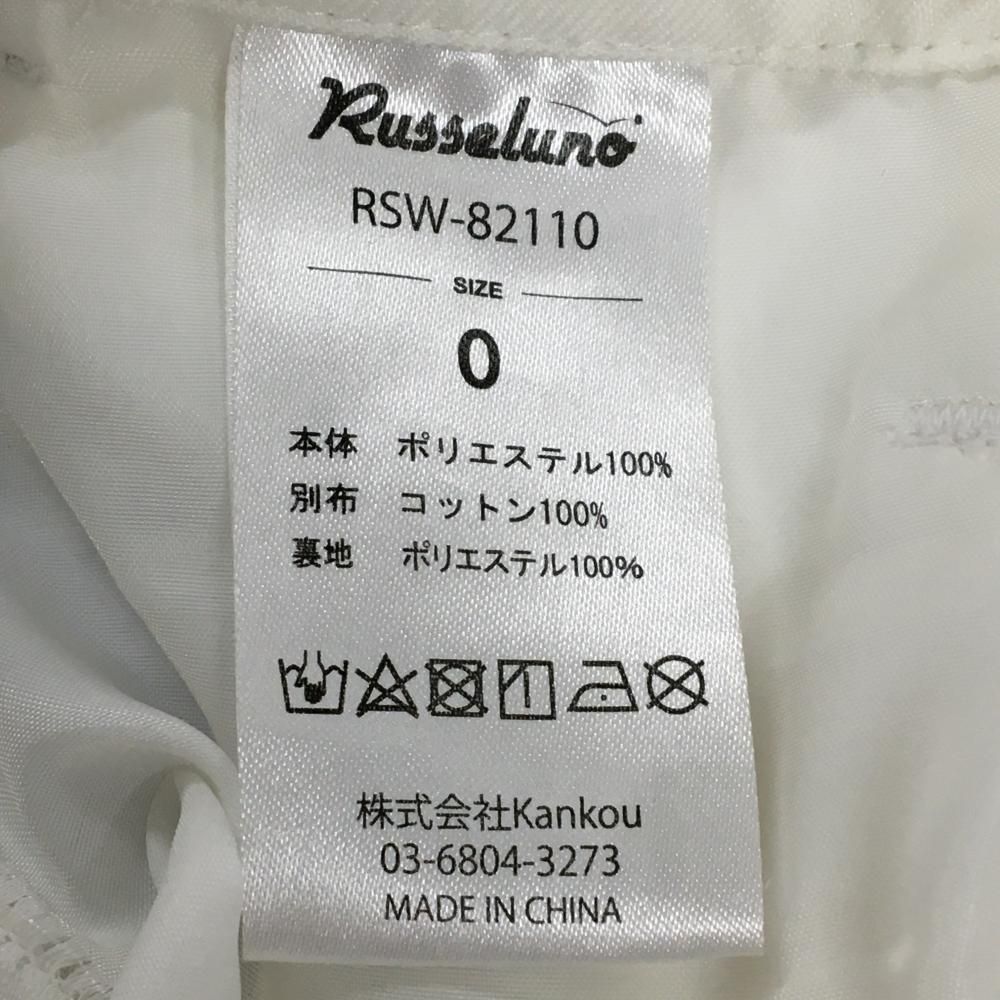 Russeluno
RSW-82110
SIZE
0
本体 ポリエステル100%
別布 コットン100%
裏地 ポリエステル100%
株式会社Kankou
03-6804-3273
MADE IN CHINA